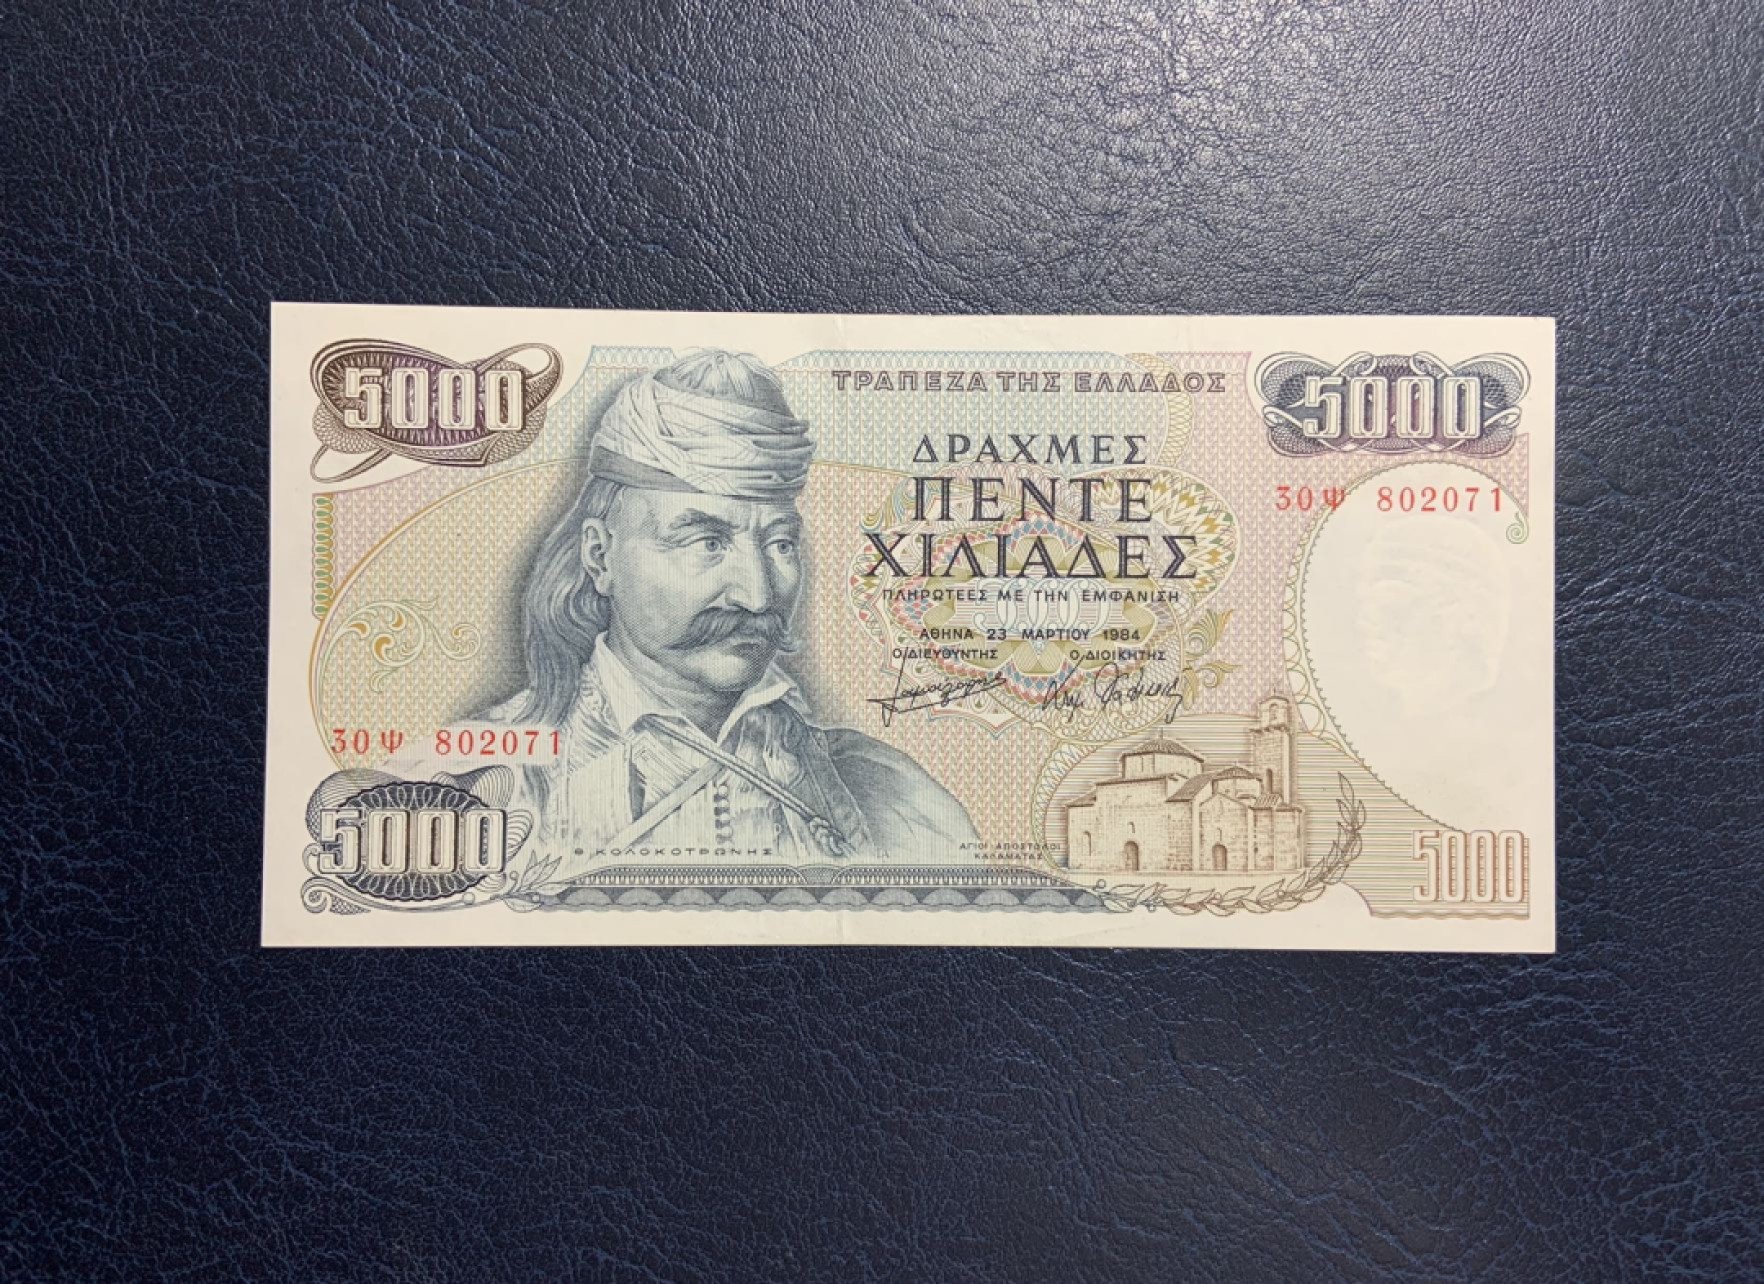 5000
ΤΡΑΠΕΖΑ ΤΗΣ ΕΛΛΑΔΟΣ
5000
ΔΡΑΧΜΕΣ
ΠΕΝΤΕ
ΧΙΛΙΑΔΕΣ
30Ψ 802071
ΠΛΗΡΩΤΕΕΣ ΜΕ ΤΗΝ ΕΜΦΑΝΙΣΗ
ΑΘΗΝΑ 23 ΜΑΡΤΙΟΥ 1984
Ο ΔΙΕΥΘΥΝΤΗΣ Ο ΔΙΟΙΚΗΤΗΣ
30Ψ 802071
5000
Θ ΚΟΛΟΚΟΤΡΩΝΗΣ
ΑΓΙΟΙ ΑΠΟΣΤΟΛΟΙ
ΚΑΛΑΜΑΤΑΣ
5000